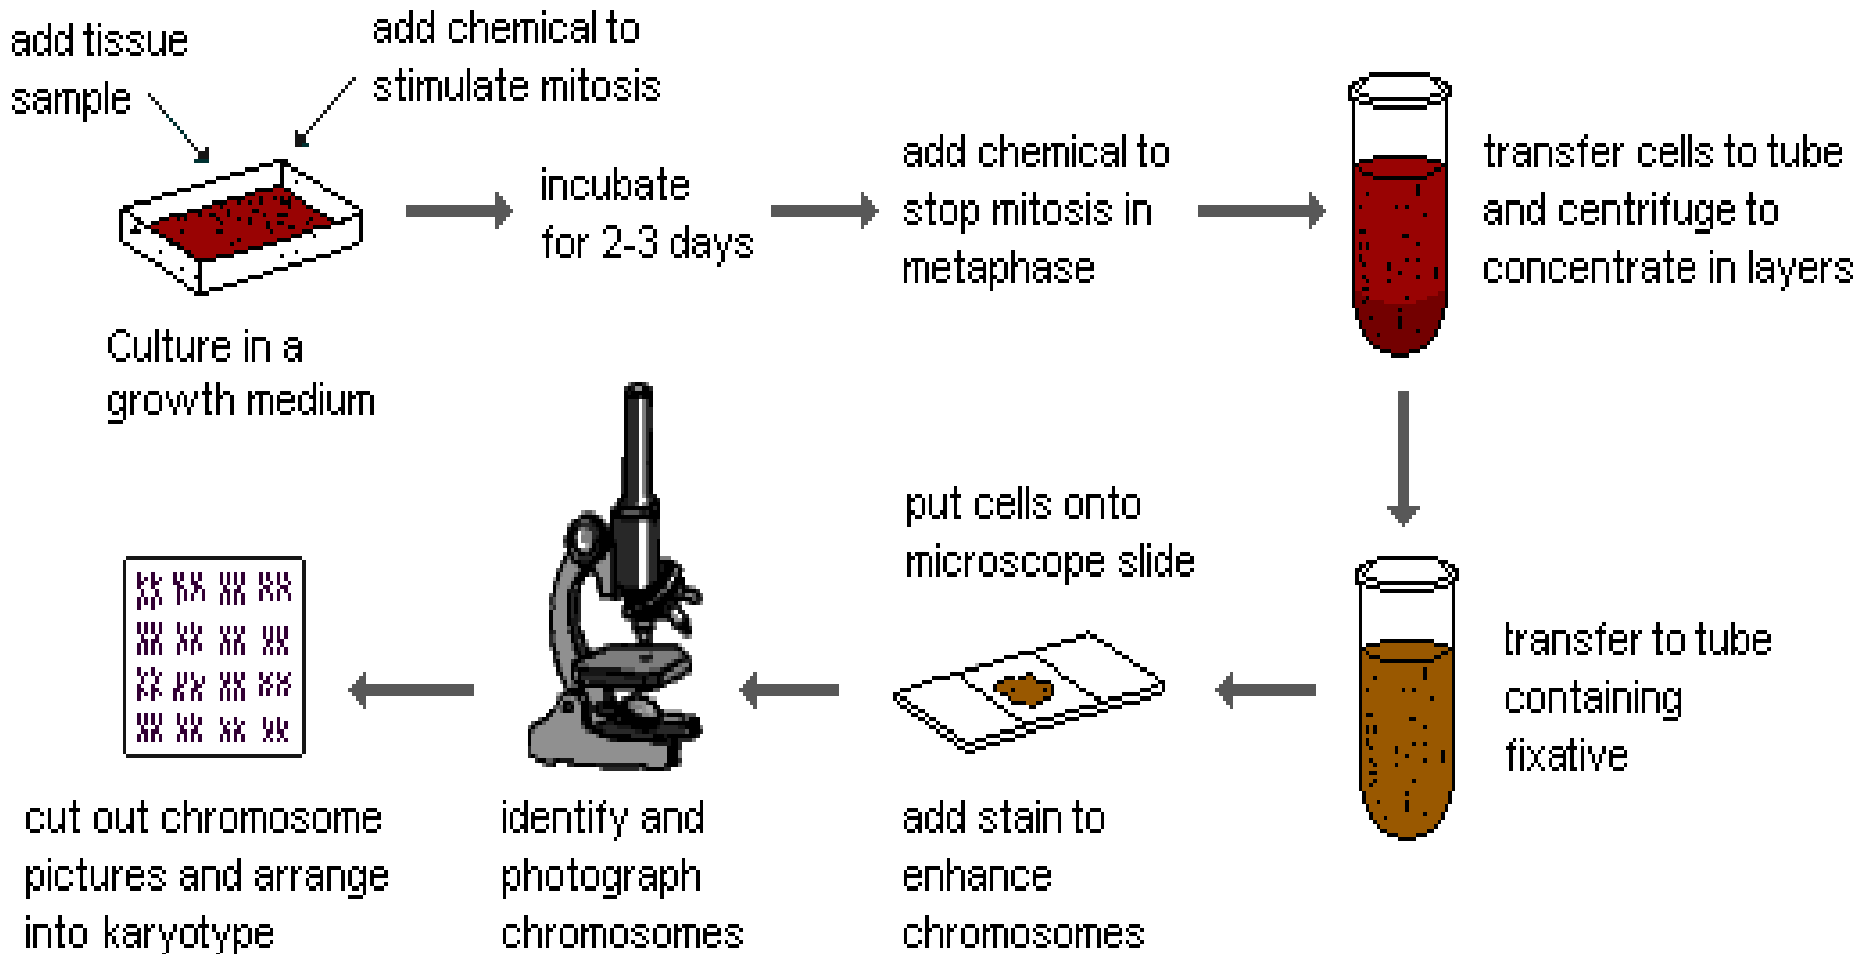 add tissue
sample
add chemical to
stimulate mitosis
Culture in a
growth medium
incubate
for 2-3 days
add chemical to
stop mitosis in
metaphase
transfer cells to tube
and centrifuge to
concentrate in layers
transfer to tube
containing
fixative
put cells onto
microscope slide
add stain to
enhance
chromosomes
identify and
photograph
chromosomes
cut out chromosome
pictures and arrange
into karyotype